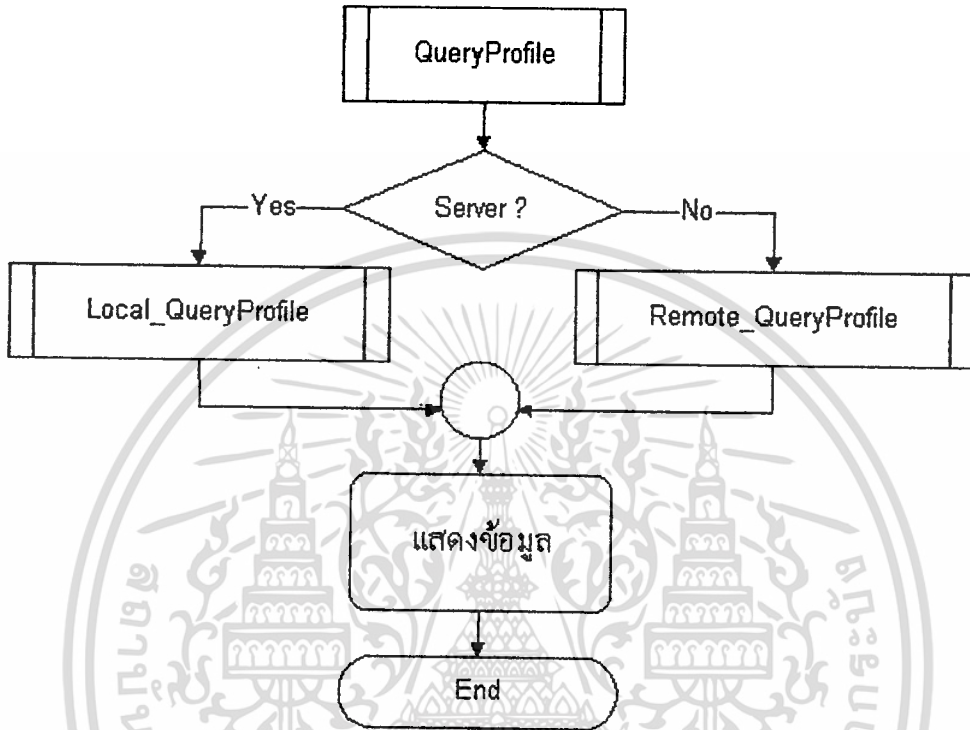 QueryProfile
Server ?
Yes
No
Local_QueryProfile
Remote_QueryProfile
แสดงข้อมูล
End